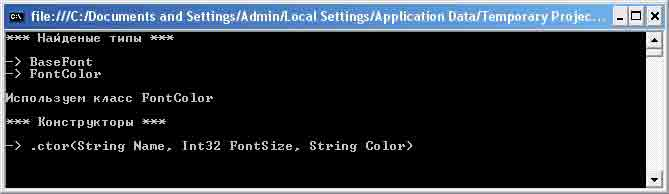 file:///C:/Documents and Settings/Admin/Local Settings/Application Data/Temporary Projec...
*** Найденые типы ***
-> BaseFont
-> FontColor
Используем класс FontColor
*** Конструкторы ***
-> .ctor(String Name, Int32 FontSize, String Color)